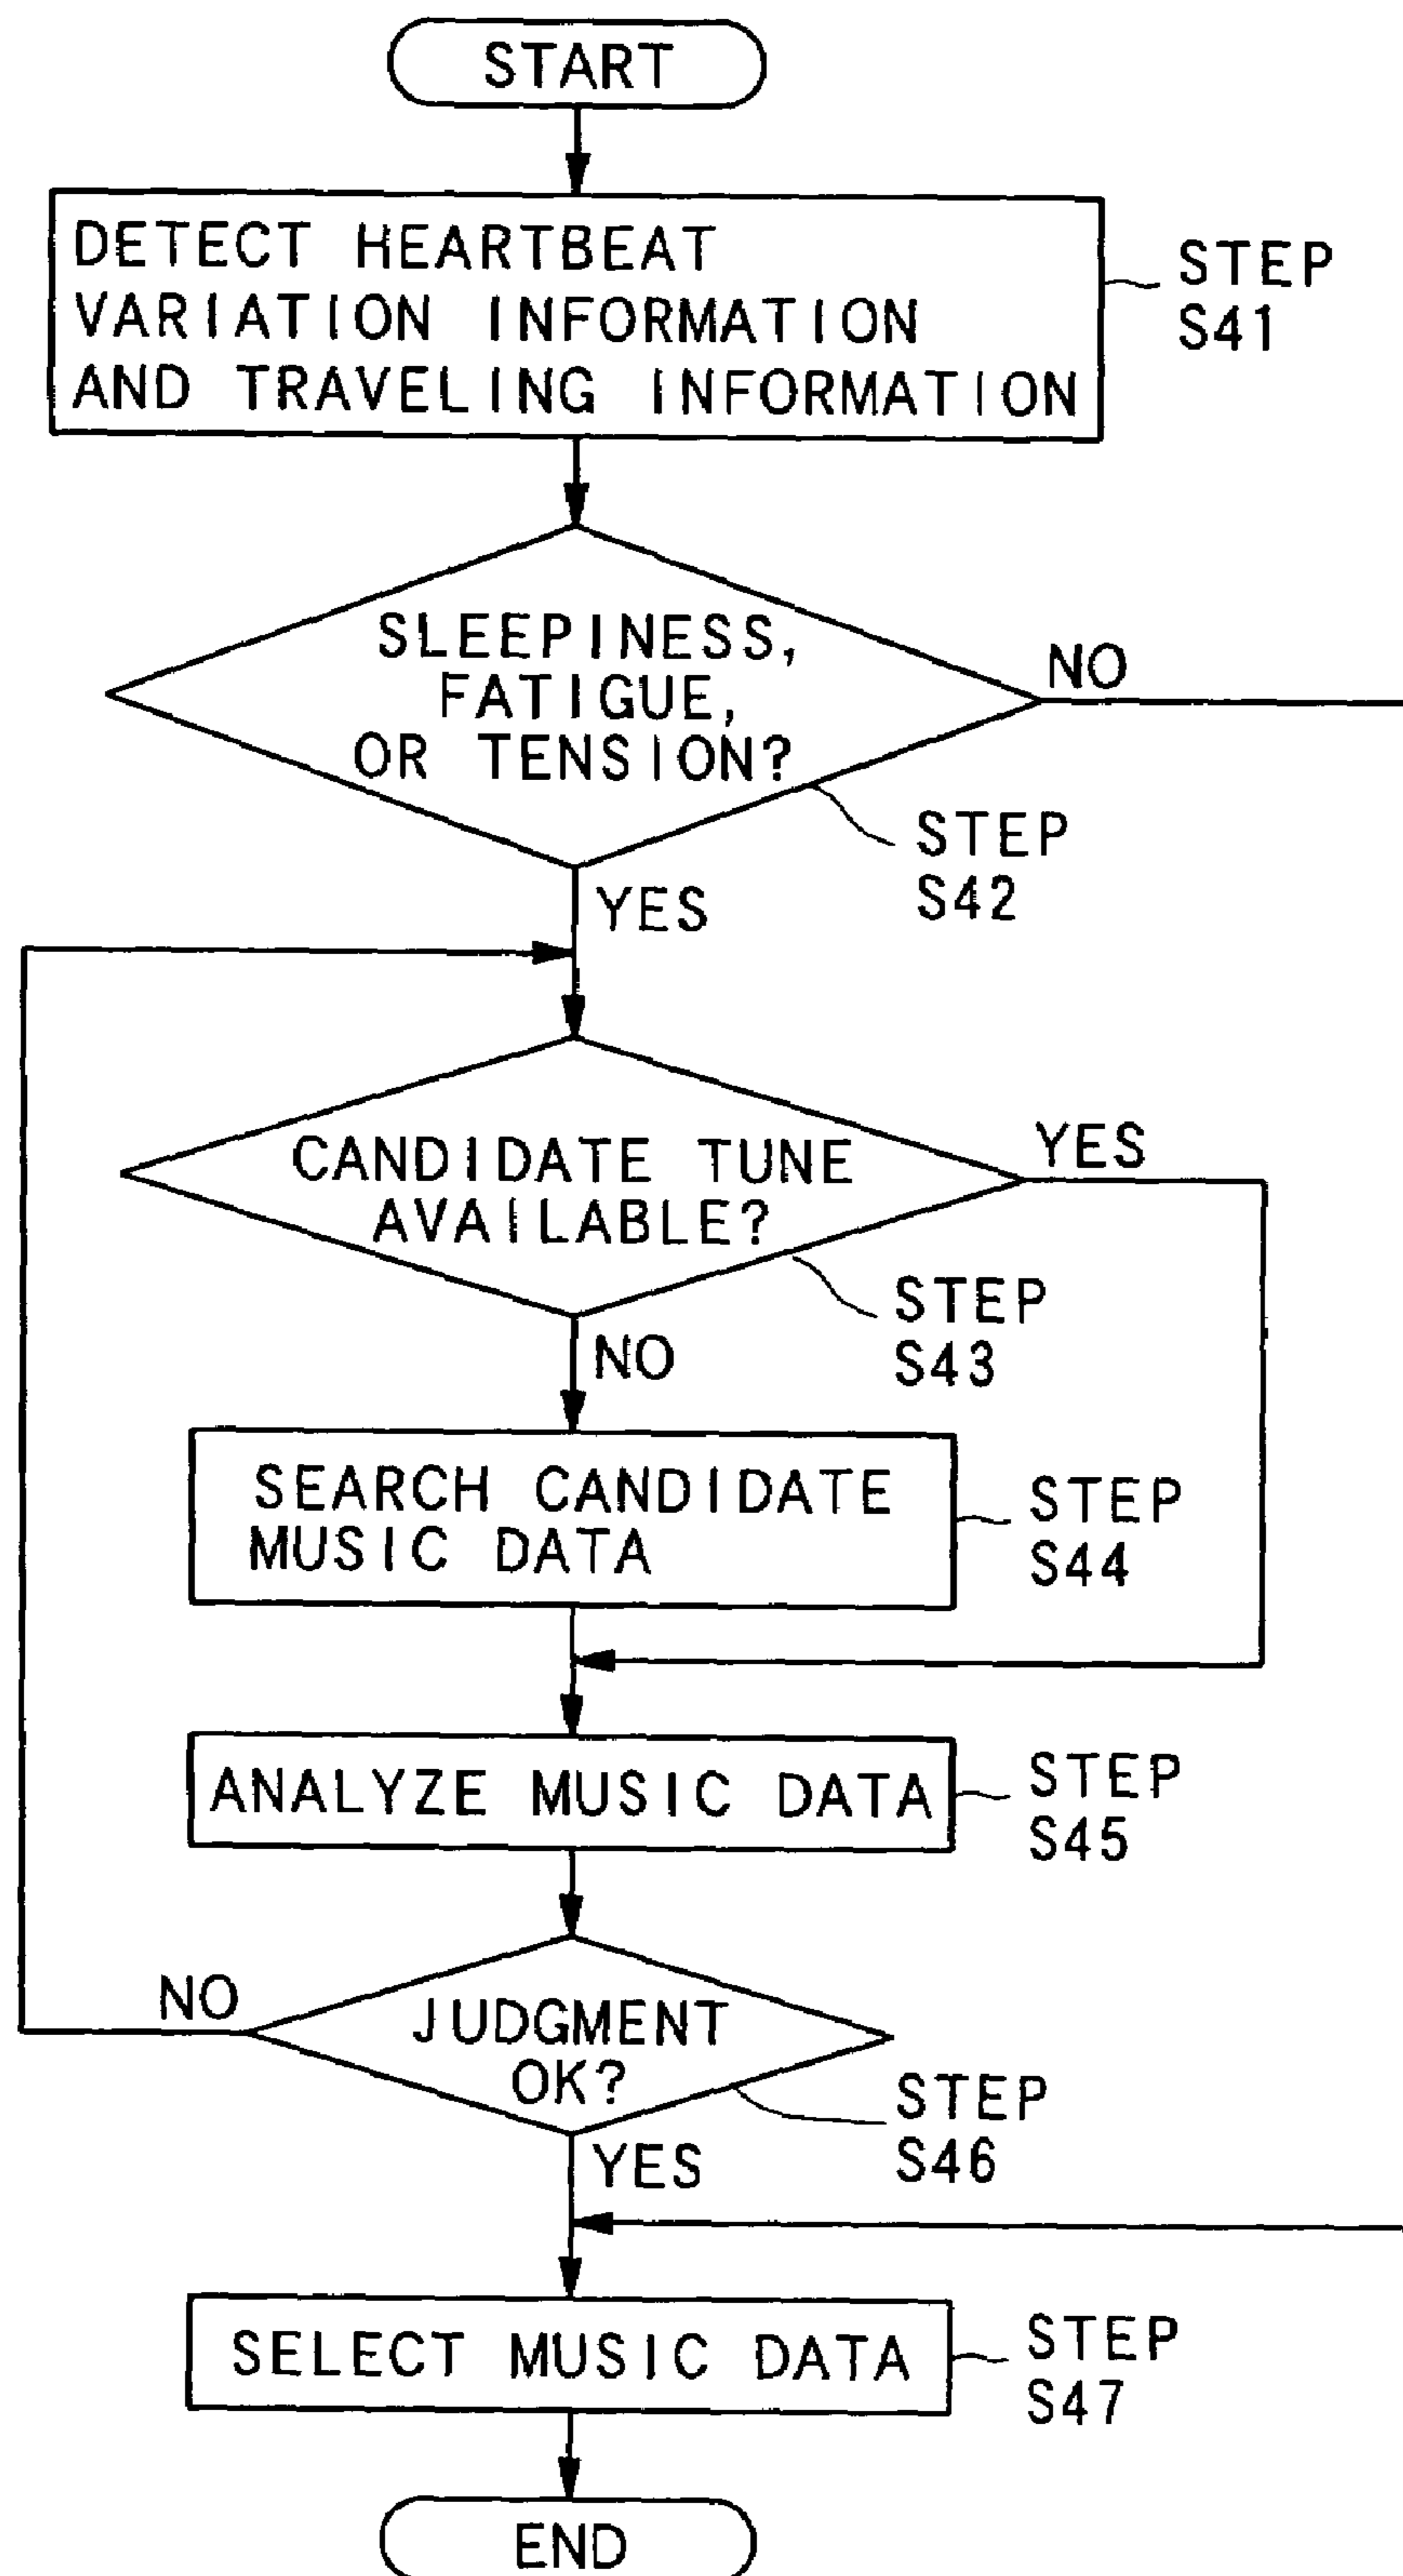 START
DETECT HEARTBEAT
VARIATION INFORMATION
AND TRAVELING INFORMATION
STEP
S41
SLEEPINESS,
FATIGUE,
OR TENSION?
NO
STEP
S42
YES
CANDIDATE TUNE
AVAILABLE?
YES
STEP
S43
NO
SEARCH CANDIDATE
MUSIC DATA
STEP
S44
ANALYZE MUSIC DATA
STEP
S45
NO
JUDGMENT
OK?
STEP
S46
YES
SELECT MUSIC DATA
STEP
S47
END